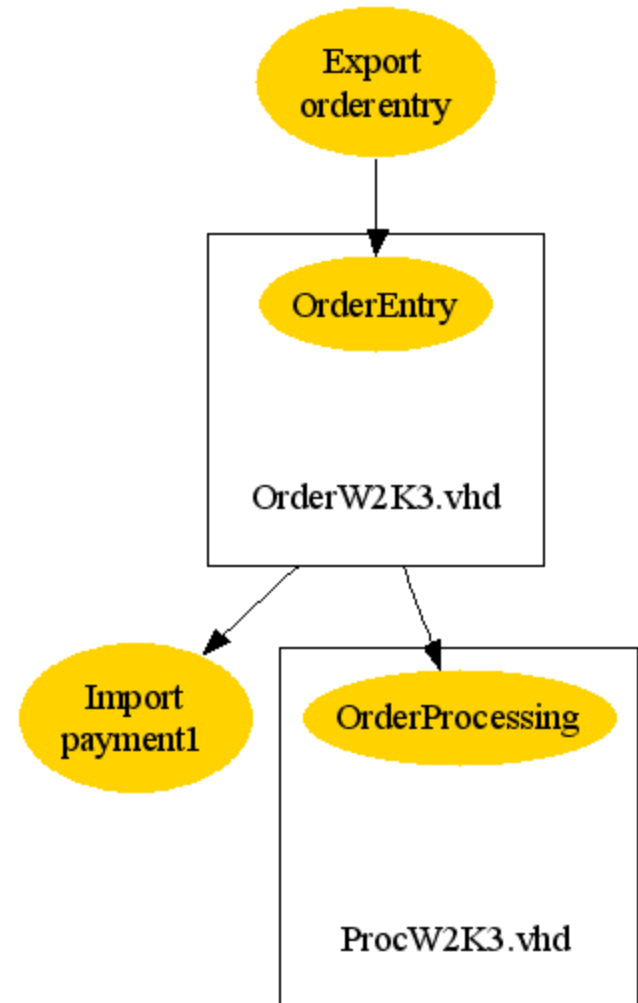 Export
orderentry
OrderEntry
OrderW2K3.vhd
Import
payment1
OrderProcessing
ProcW2K3.vhd